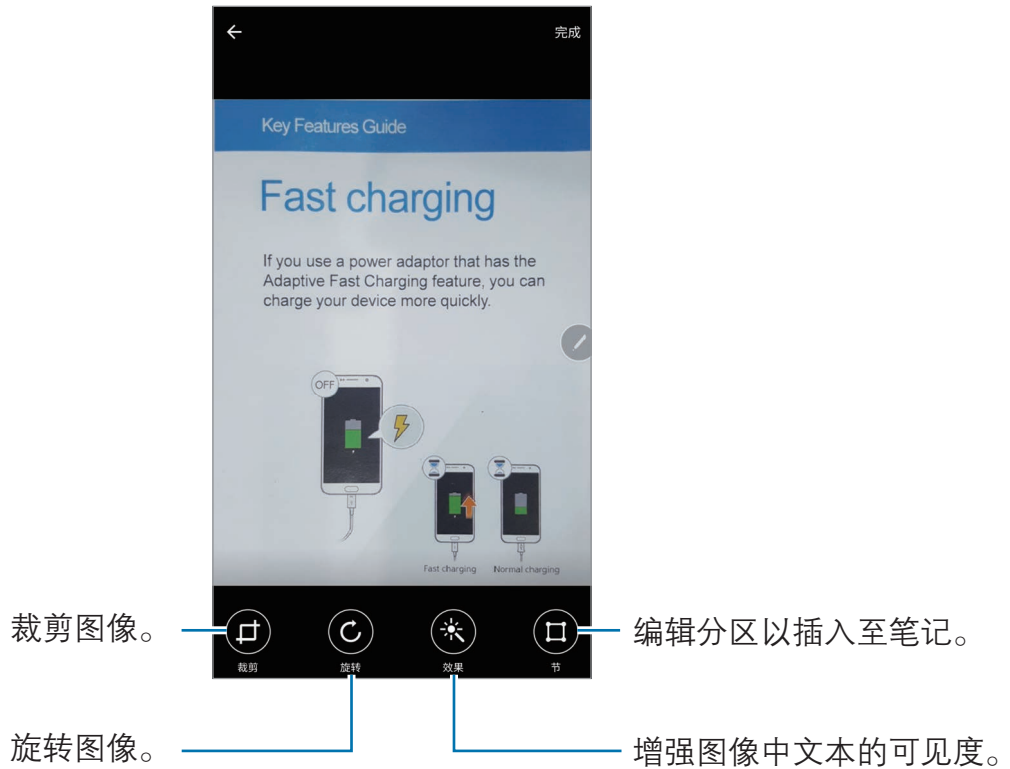 完成
Key Features Guide
Fast charging
If you use a power adaptor that has the
Adaptive Fast Charging feature, you can
charge your device more quickly.
OFF
Fast charging
Normal charging
裁剪
旋转
效果
节
裁剪图像。
编辑分区以插入至笔记。
旋转图像。
增强图像中文本的可见度。